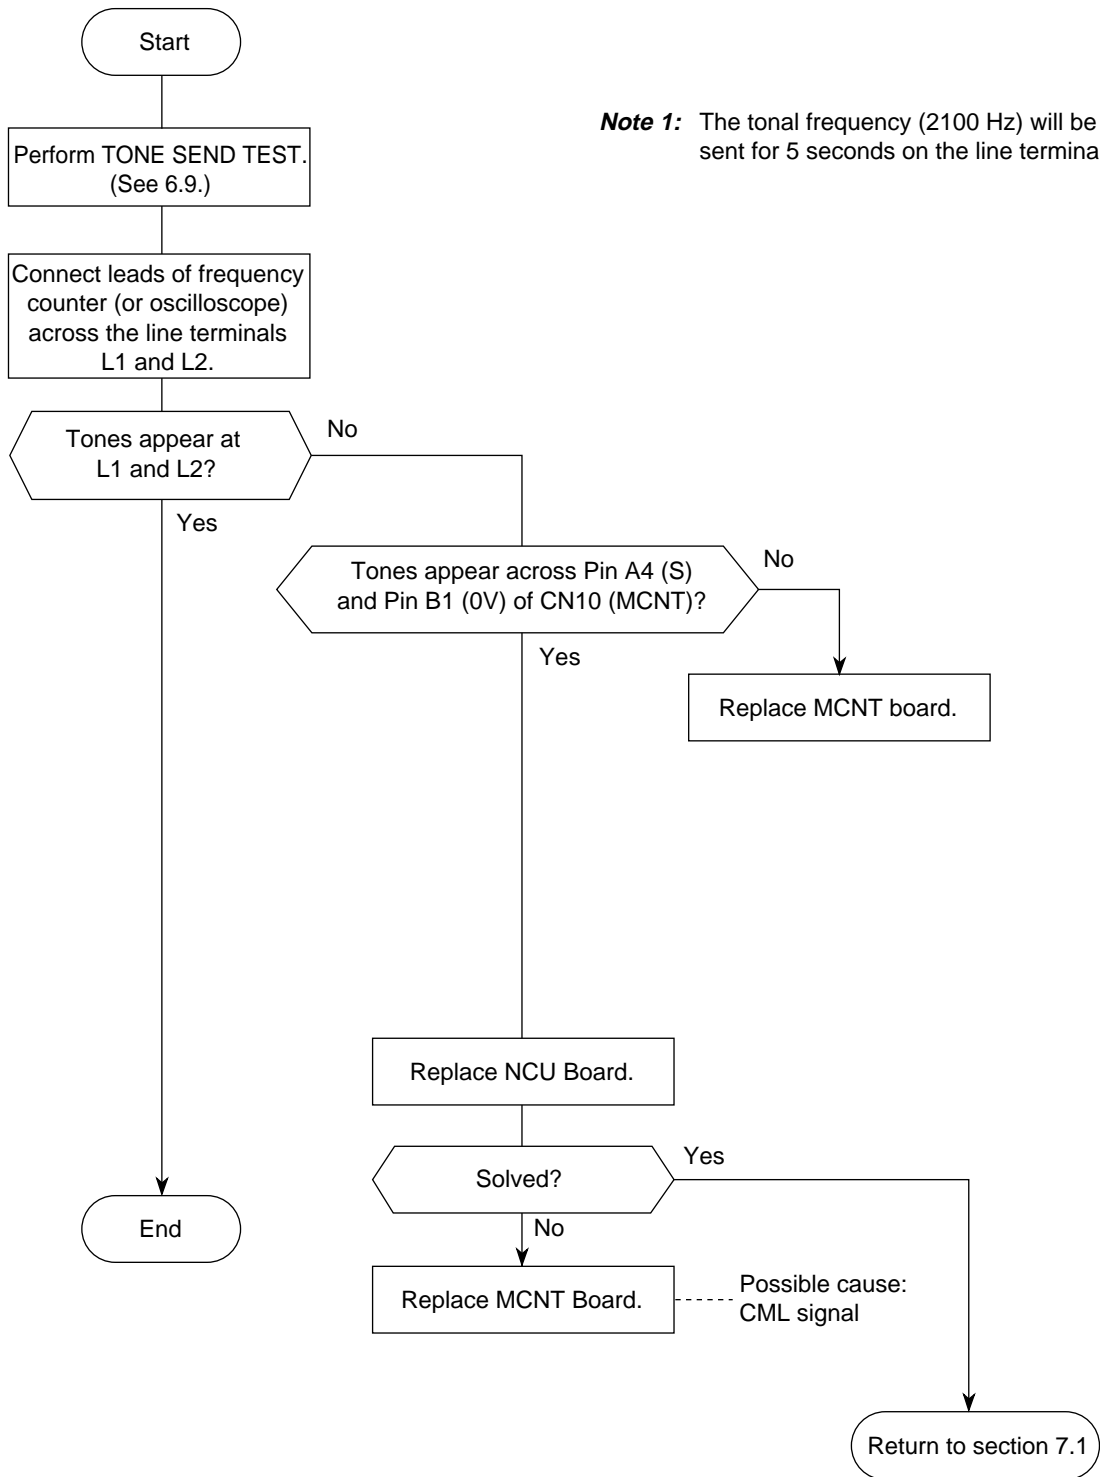 Start
Note 1: The tonal frequency (2100 Hz) will be
sent for 5 seconds on the line termina
Perform TONE SEND TEST.
(See 6.9.)
Connect leads of frequency
counter (or oscilloscope)
across the line terminals
L1 and L2.
Tones appear at
L1 and L2?
No
Yes
Tones appear across Pin A4 (S)
and Pin B1 (0V) of CN10 (MCNT)?
No
Yes
Replace MCNT board.
Replace NCU Board.
Solved?
Yes
No
End
Replace MCNT Board.
Possible cause:
CML signal
Return to section 7.1